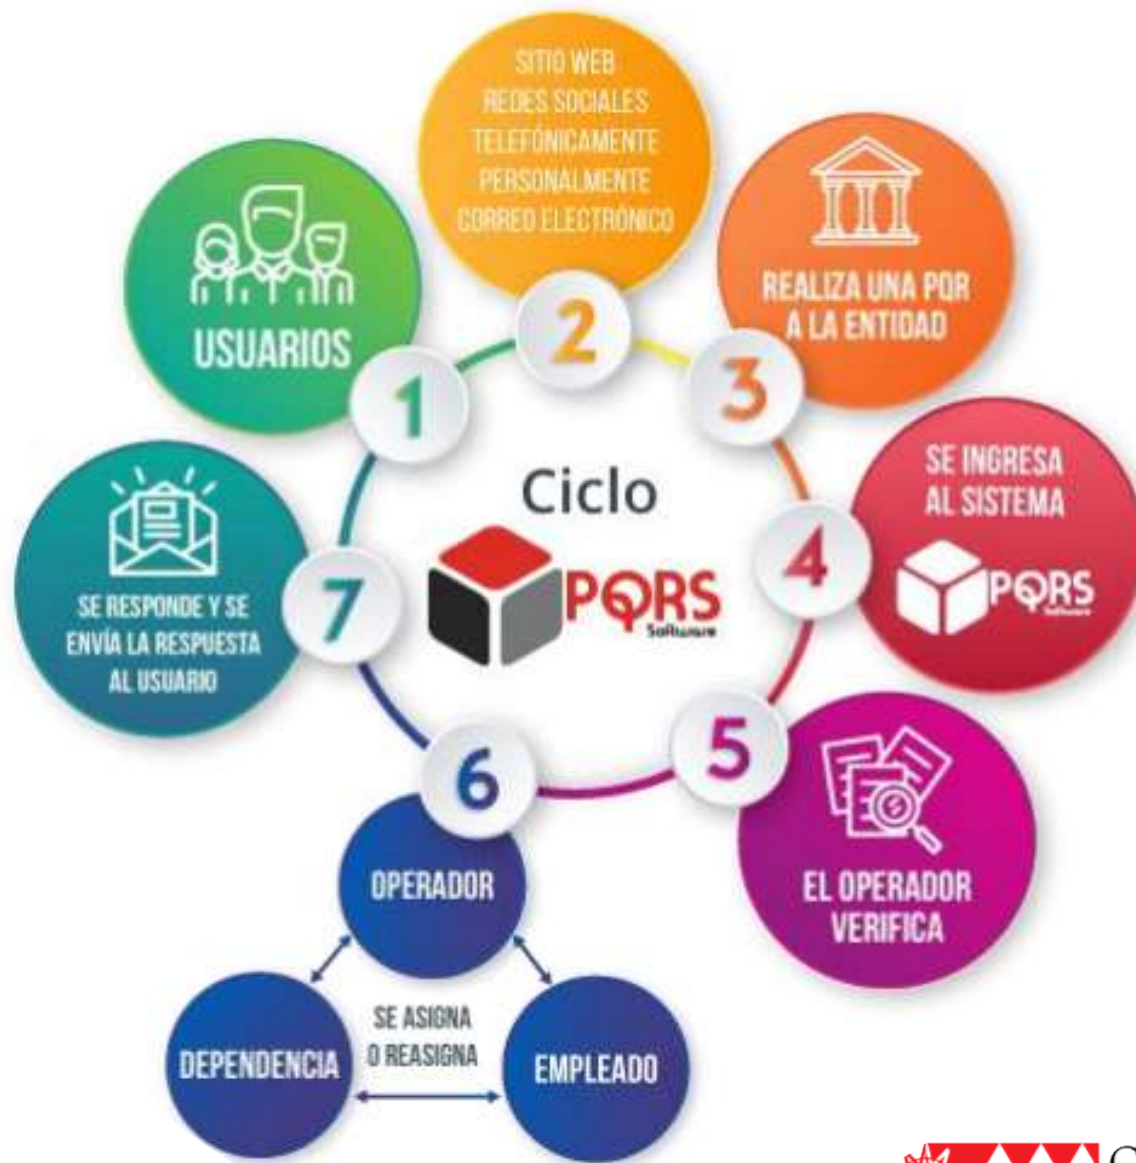 SITIO WEB
REDES SOCIALES
TELEFÓNICAMENTE
PERSONALMENTE
CORREO ELECTRÓNICO
USUARIOS
REALIZA UNA PQR
A LA ENTIDAD
1
2
3
SE INGRESA
AL SISTEMA
PQRS
Software
4
Ciclo
PQRS
Software
SE RESPONDE Y SE
ENVÍA LA RESPUESTA
AL USUARIO
7
5
EL OPERADOR
VERIFICA
6
OPERADOR
SE ASIGNA
O REASIGNA
DEPENDENCIA
EMPLEADO